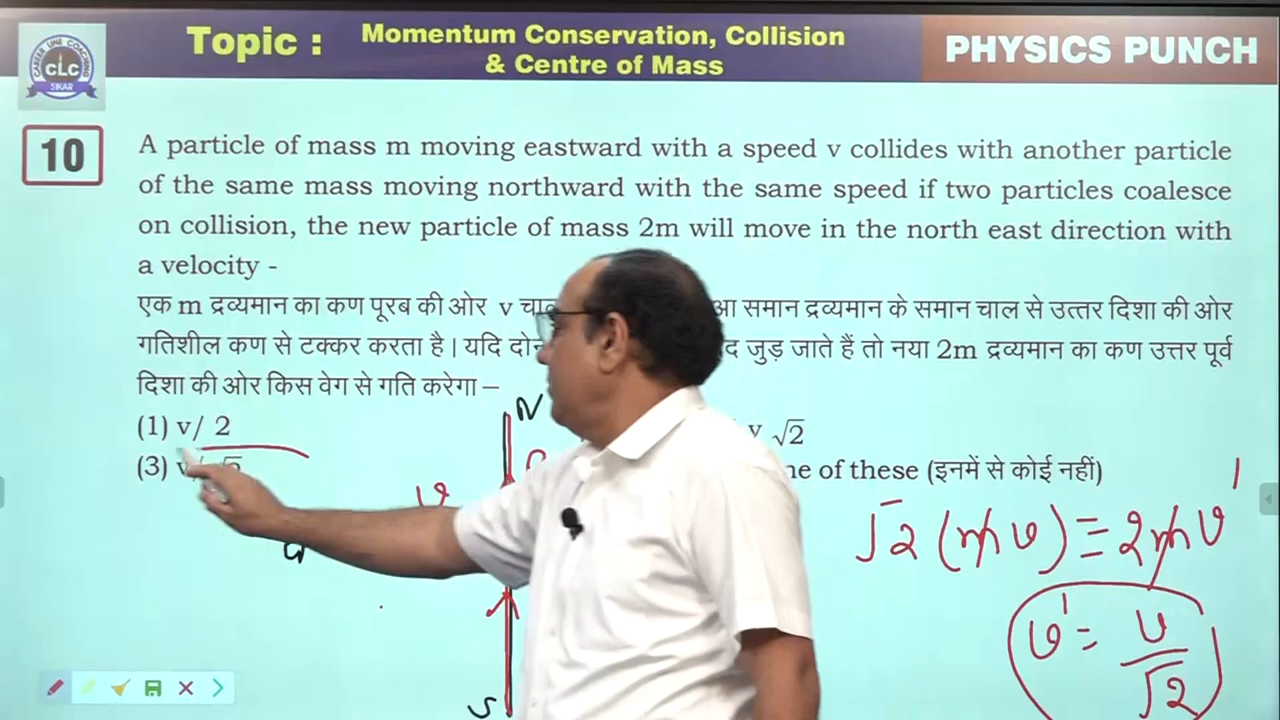 CAREER LINE COACHING
CLC
SIKAR
Topic :
Momentum Conservation, Collision
& Centre of Mass
PHYSICS PUNCH
10
A particle of mass m moving eastward with a speed v collides with another particle
of the same mass moving northward with the same speed if two particles coalesce
on collision, the new particle of mass 2m will move in the north east direction with
a velocity -
एक m द्रव्यमान का कण पूरब की ओर v समान द्रव्यमान के समान चाल से उत्तर दिशा की ओर
गतिशील कण से टक्कर करता है। यदि जुड़ जाते हैं तो नया 2m द्रव्यमान का कण उत्तर पूर्व
दिशा की ओर किस वेग से गति करेगा –
(1) v/ 2
v √2
(3)
of these (इनमें से कोई नहीं)
N
S
√2 (mv) = 2mv'
v' = v/√2